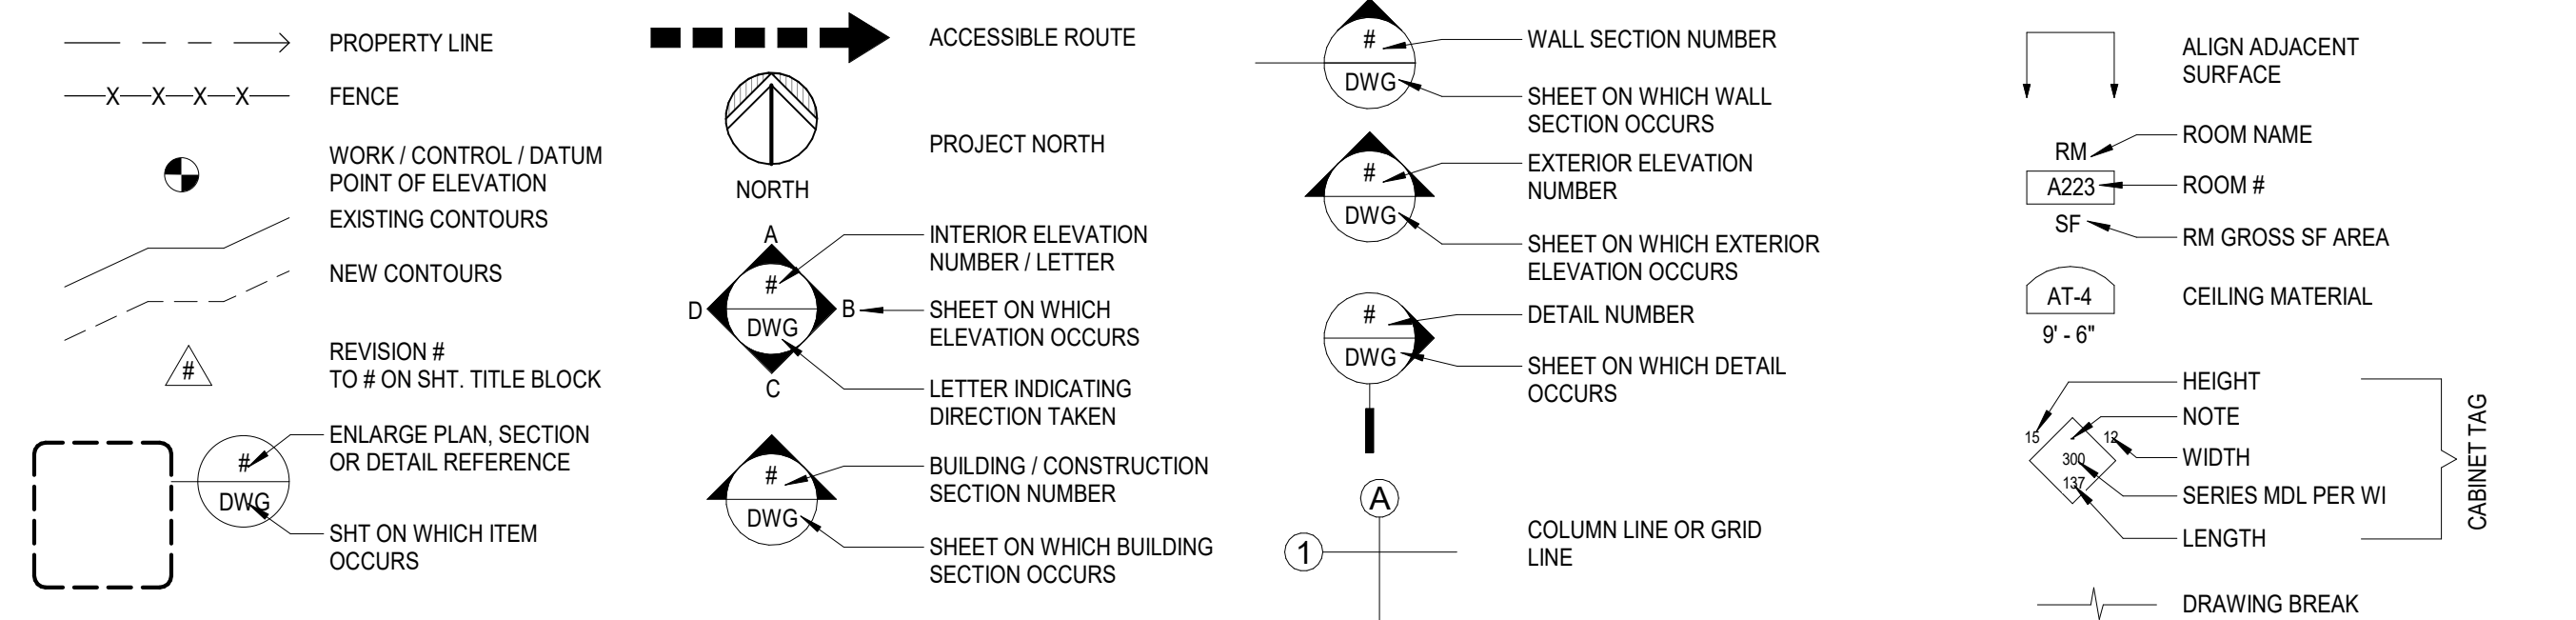 PROPERTY LINE
X X X X
FENCE
WORK / CONTROL / DATUM
POINT OF ELEVATION
EXISTING CONTOURS
NEW CONTOURS
#
REVISION #
TO # ON SHT. TITLE BLOCK
#
DWG
ENLARGE PLAN, SECTION
OR DETAIL REFERENCE
SHT ON WHICH ITEM
OCCURS
ACCESSIBLE ROUTE
NORTH
PROJECT NORTH
A
D
#
DWG
B
C
INTERIOR ELEVATION
NUMBER / LETTER
SHEET ON WHICH
ELEVATION OCCURS
LETTER INDICATING
DIRECTION TAKEN
#
DWG
BUILDING / CONSTRUCTION
SECTION NUMBER
SHEET ON WHICH BUILDING
SECTION OCCURS
#
DWG
WALL SECTION NUMBER
SHEET ON WHICH WALL
SECTION OCCURS
#
DWG
EXTERIOR ELEVATION
NUMBER
SHEET ON WHICH EXTERIOR
ELEVATION OCCURS
#
DWG
DETAIL NUMBER
SHEET ON WHICH DETAIL
OCCURS
A
1
COLUMN LINE OR GRID
LINE
ALIGN ADJACENT
SURFACE
RM
ROOM NAME
A223
ROOM #
SF
RM GROSS SF AREA
AT-4
9' - 6"
CEILING MATERIAL
15
-
12
300
137
HEIGHT
NOTE
WIDTH
SERIES MDL PER WI
LENGTH
CABINET TAG
DRAWING BREAK